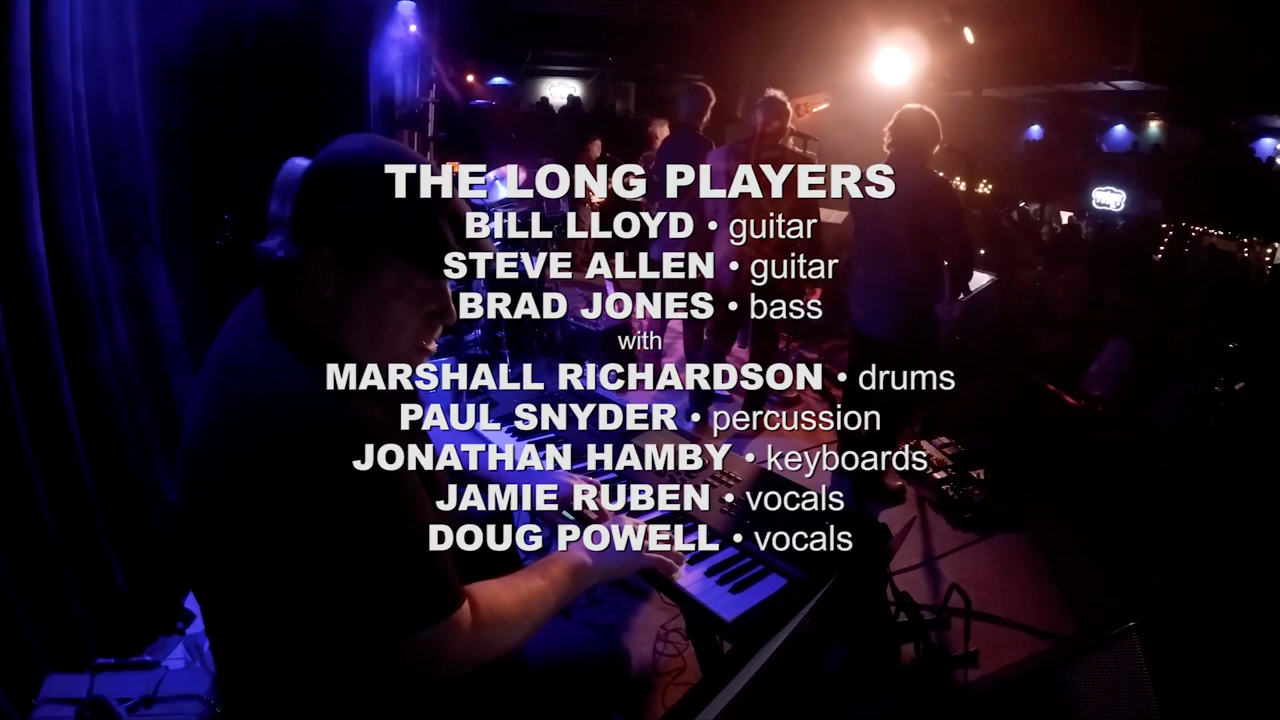 THE LONG PLAYERS
BILL LLOYD • guitar
STEVE ALLEN • guitar
BRAD JONES • bass
with
MARSHALL RICHARDSON • drums
PAUL SNYDER • percussion
JONATHAN HAMBY • keyboards
JAMIE RUBEN • vocals
DOUG POWELL • vocals